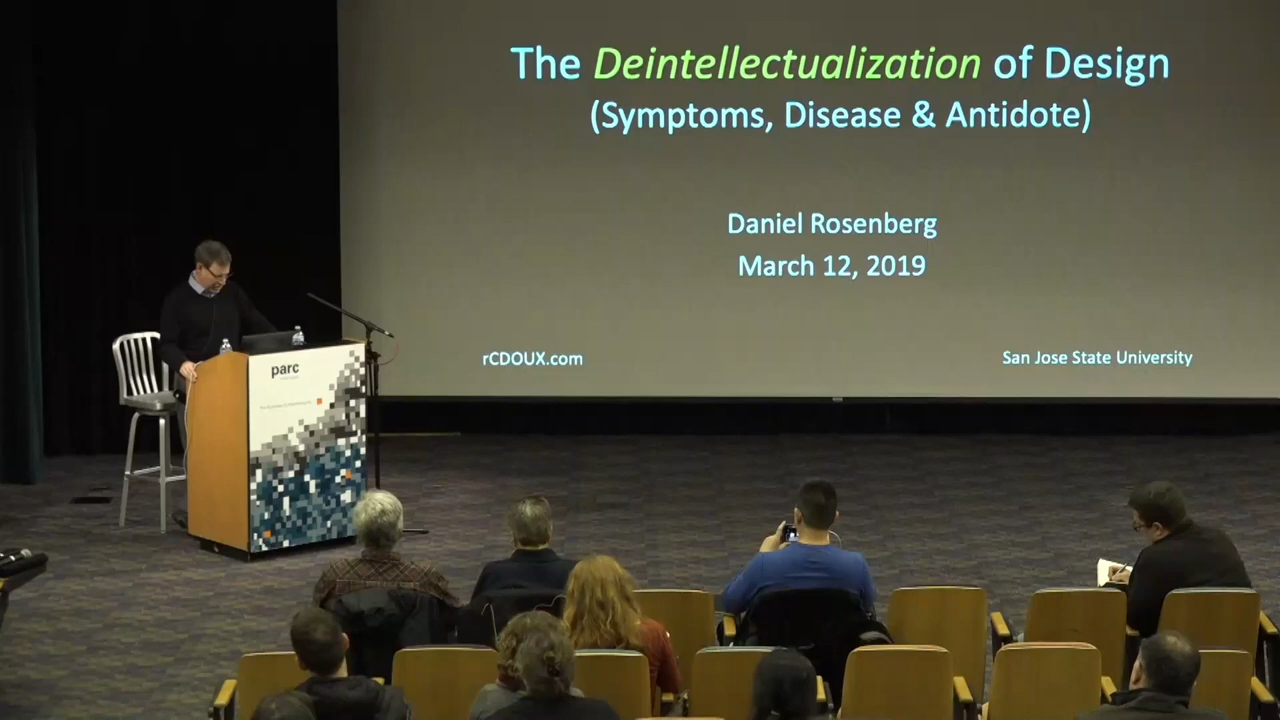 The Deintellectualization of Design
(Symptoms, Disease & Antidote)
Daniel Rosenberg
March 12, 2019
rCDOUX.com
San Jose State University
parc